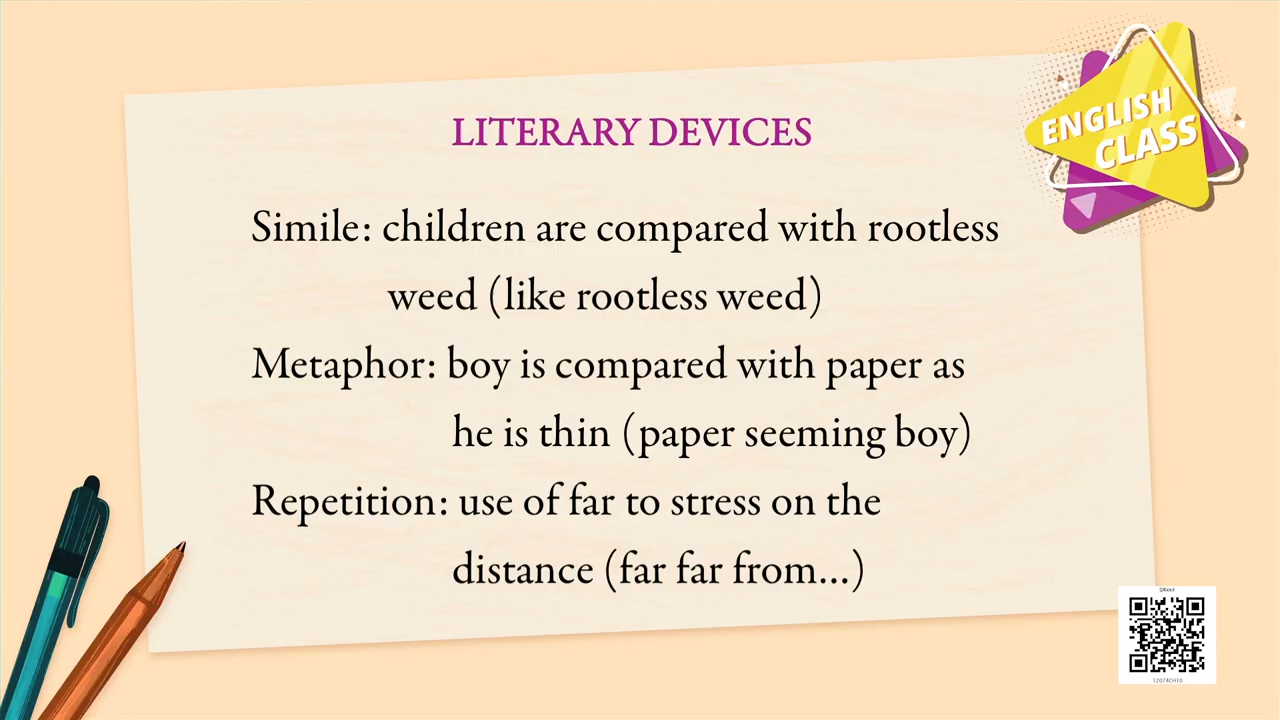 LITERARY DEVICES
ENGLISH
CLASS
Simile: children are compared with rootless
weed (like rootless weed)
Metaphor: boy is compared with paper as
he is thin (paper seeming boy)
Repetition: use of far to stress on the
distance (far far from...)
12074CH10